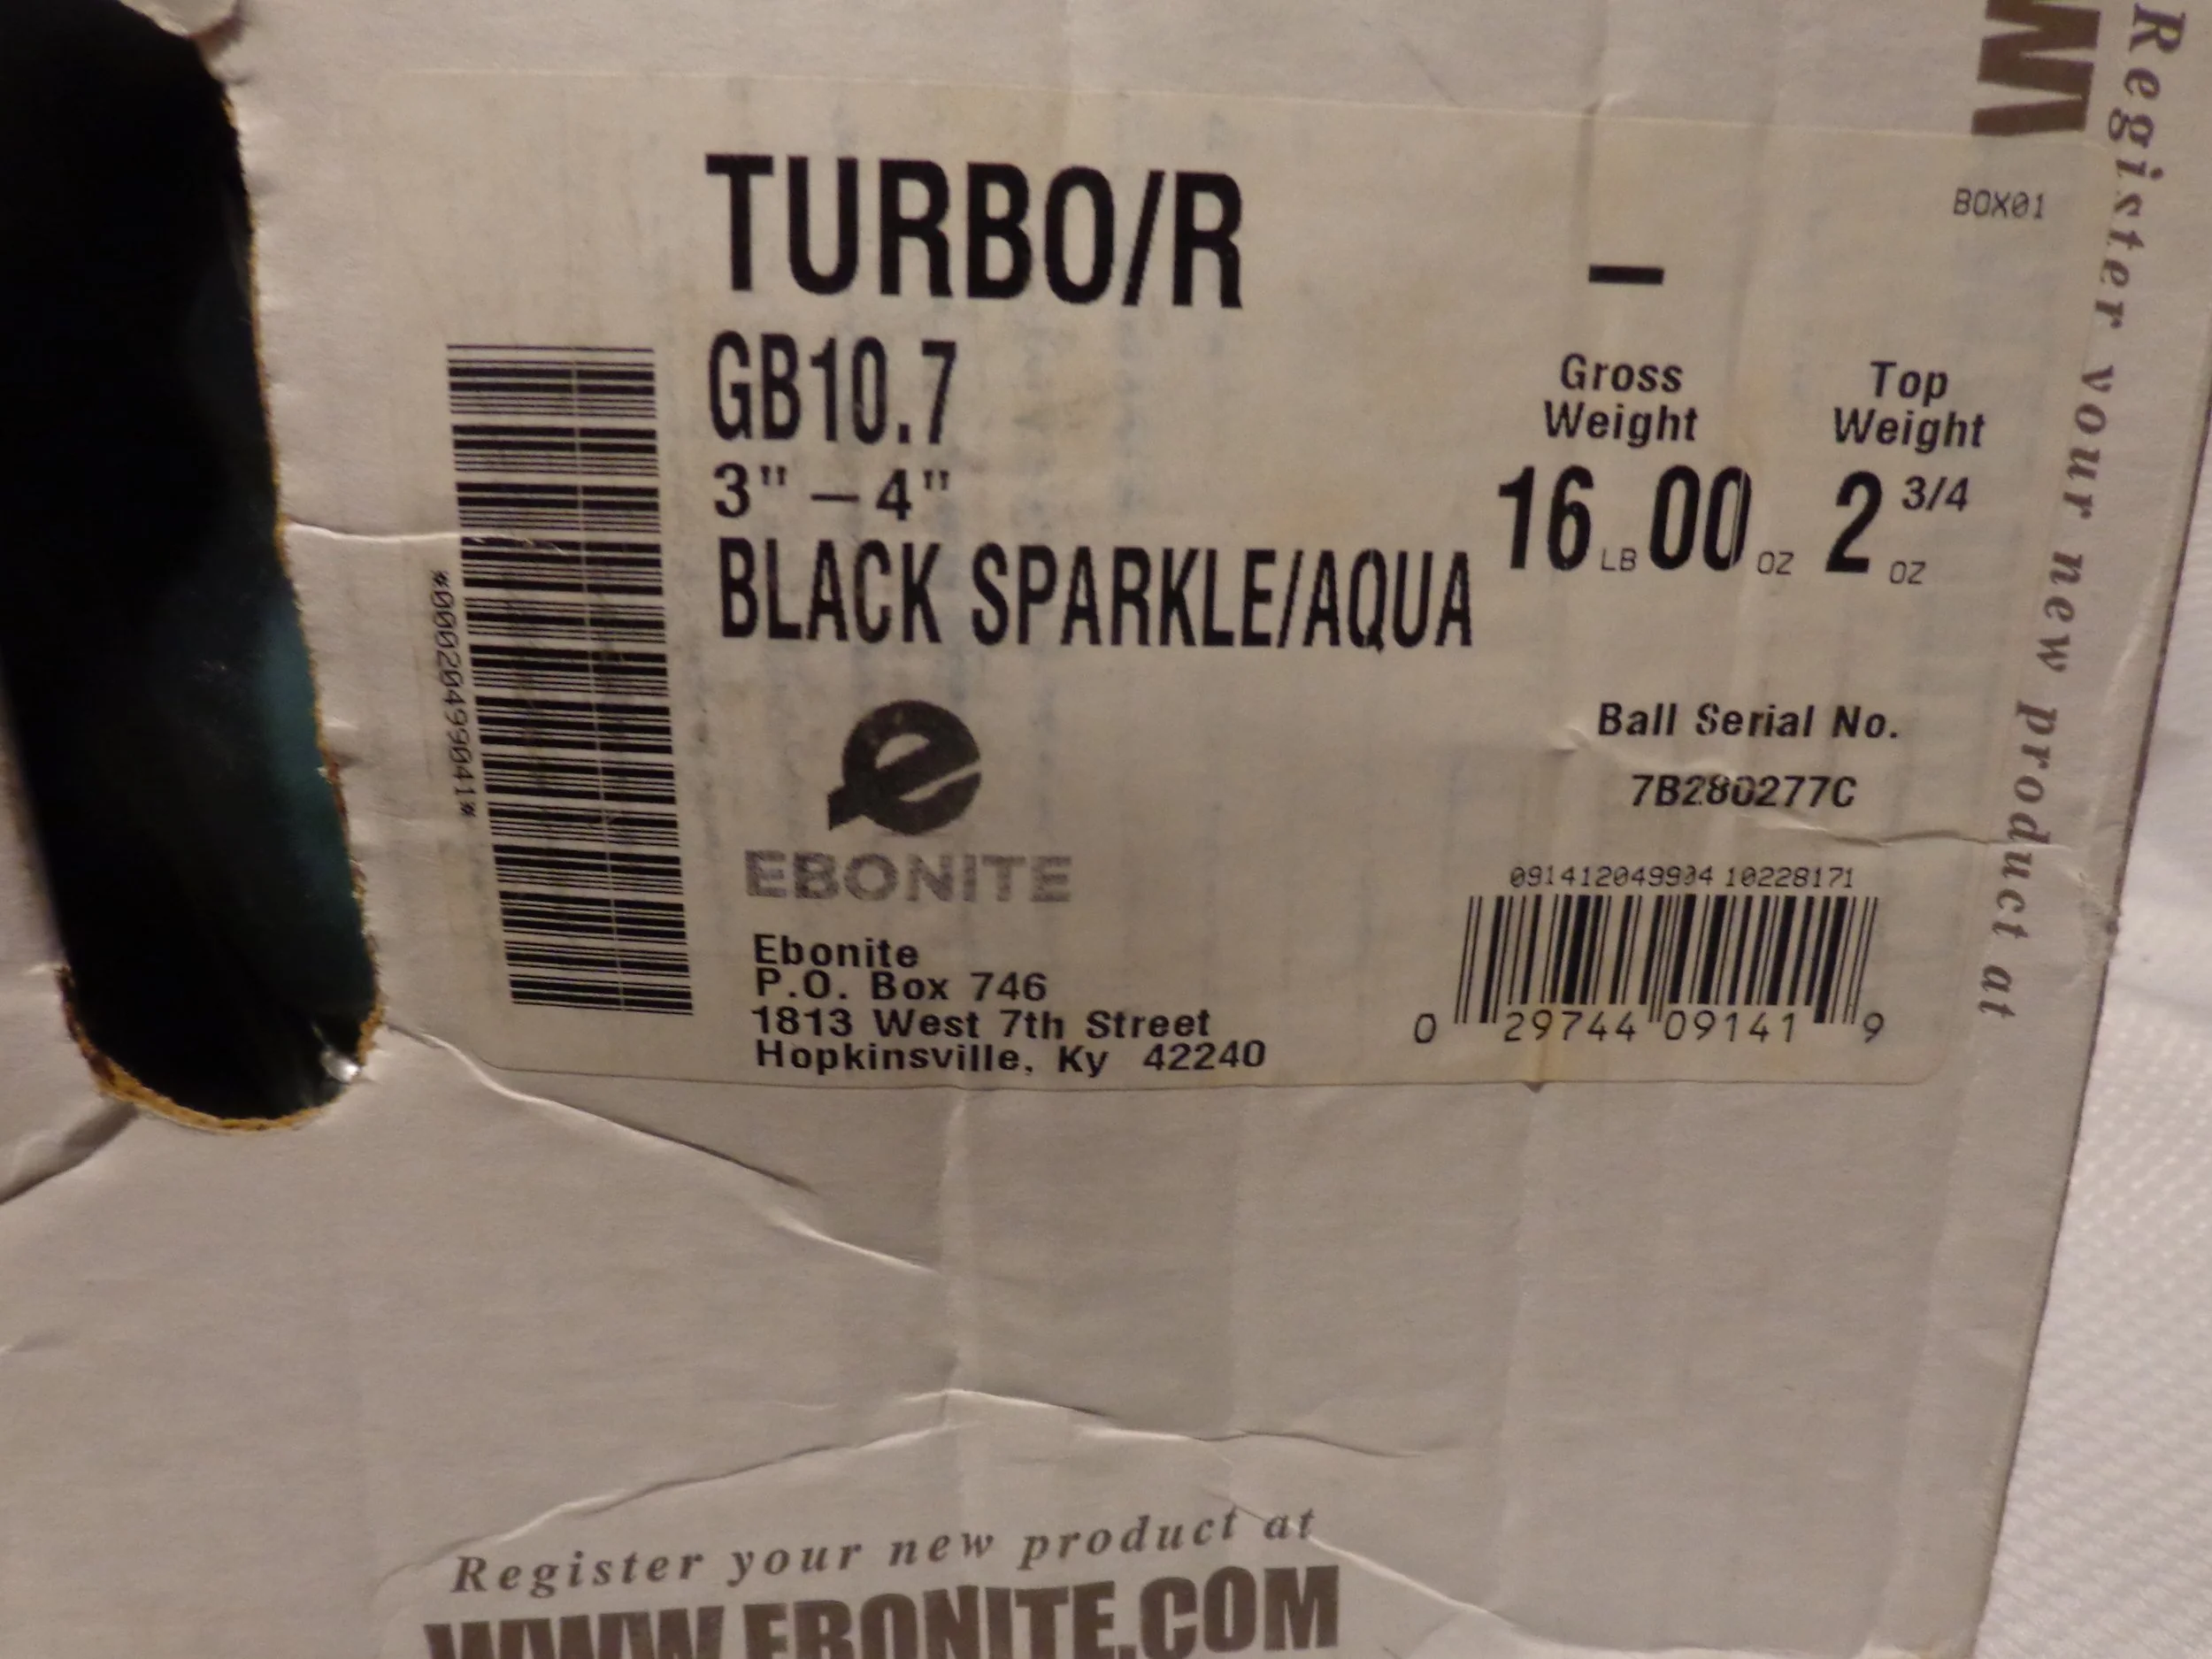 TURBO/R
–
BOX01
GB10.7
3" – 4"
BLACK SPARKLE/AQUA
Gross
Weight
16 LB 00 OZ
Top
Weight
2 3/4 OZ
*0000204999041*
Ball Serial No.
7B280277C
EBONITE
Ebonite
P.O. Box 746
1813 West 7th Street
Hopkinsville, Ky 42240
091412049994 10228171
0 29744 09141 9
Register your new product at
W
Register your new product at
WWW.EBONITE.COM